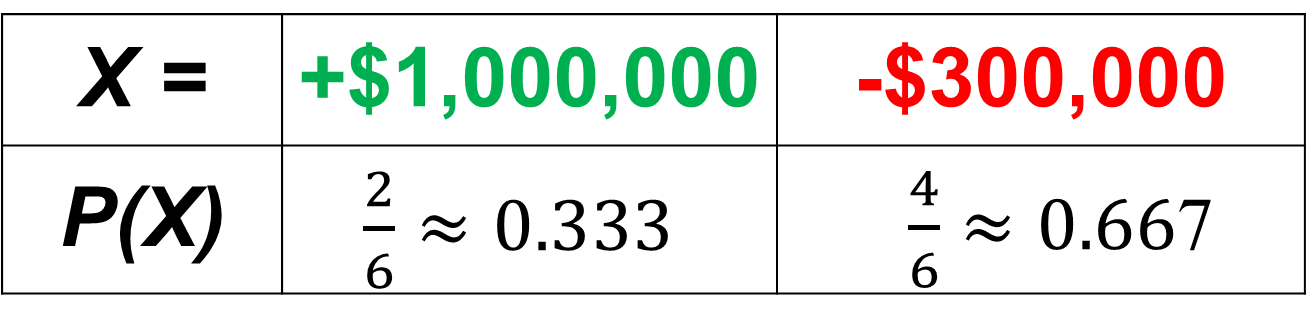 X = +$1,000,000 -$300,000
P(X) 2/6 ≈ 0.333 4/6 ≈ 0.667